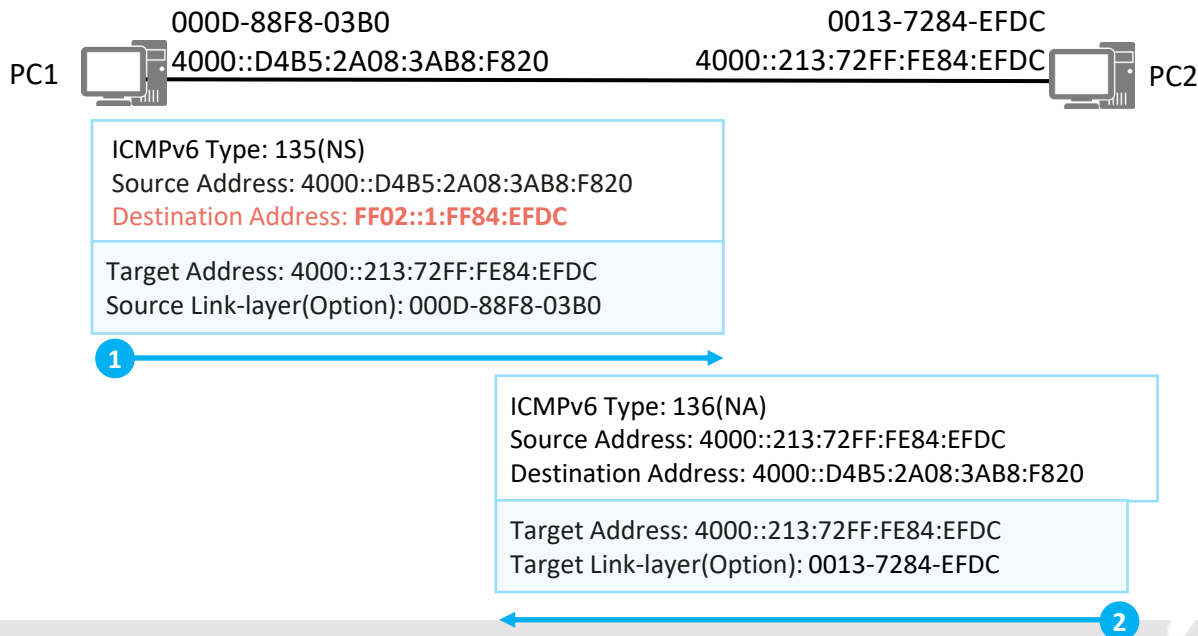 000D-88F8-03B0
0013-7284-EFDC
PC1
4000::D4B5:2A08:3AB8:F820
4000::213:72FF:FE84:EFDC
PC2
ICMPv6 Type: 135(NS)
Source Address: 4000::D4B5:2A08:3AB8:F820
Destination Address: FF02::1:FF84:EFDC
Target Address: 4000::213:72FF:FE84:EFDC
Source Link-layer(Option): 000D-88F8-03B0
1
ICMPv6 Type: 136(NA)
Source Address: 4000::213:72FF:FE84:EFDC
Destination Address: 4000::D4B5:2A08:3AB8:F820
Target Address: 4000::213:72FF:FE84:EFDC
Target Link-layer(Option): 0013-7284-EFDC
2